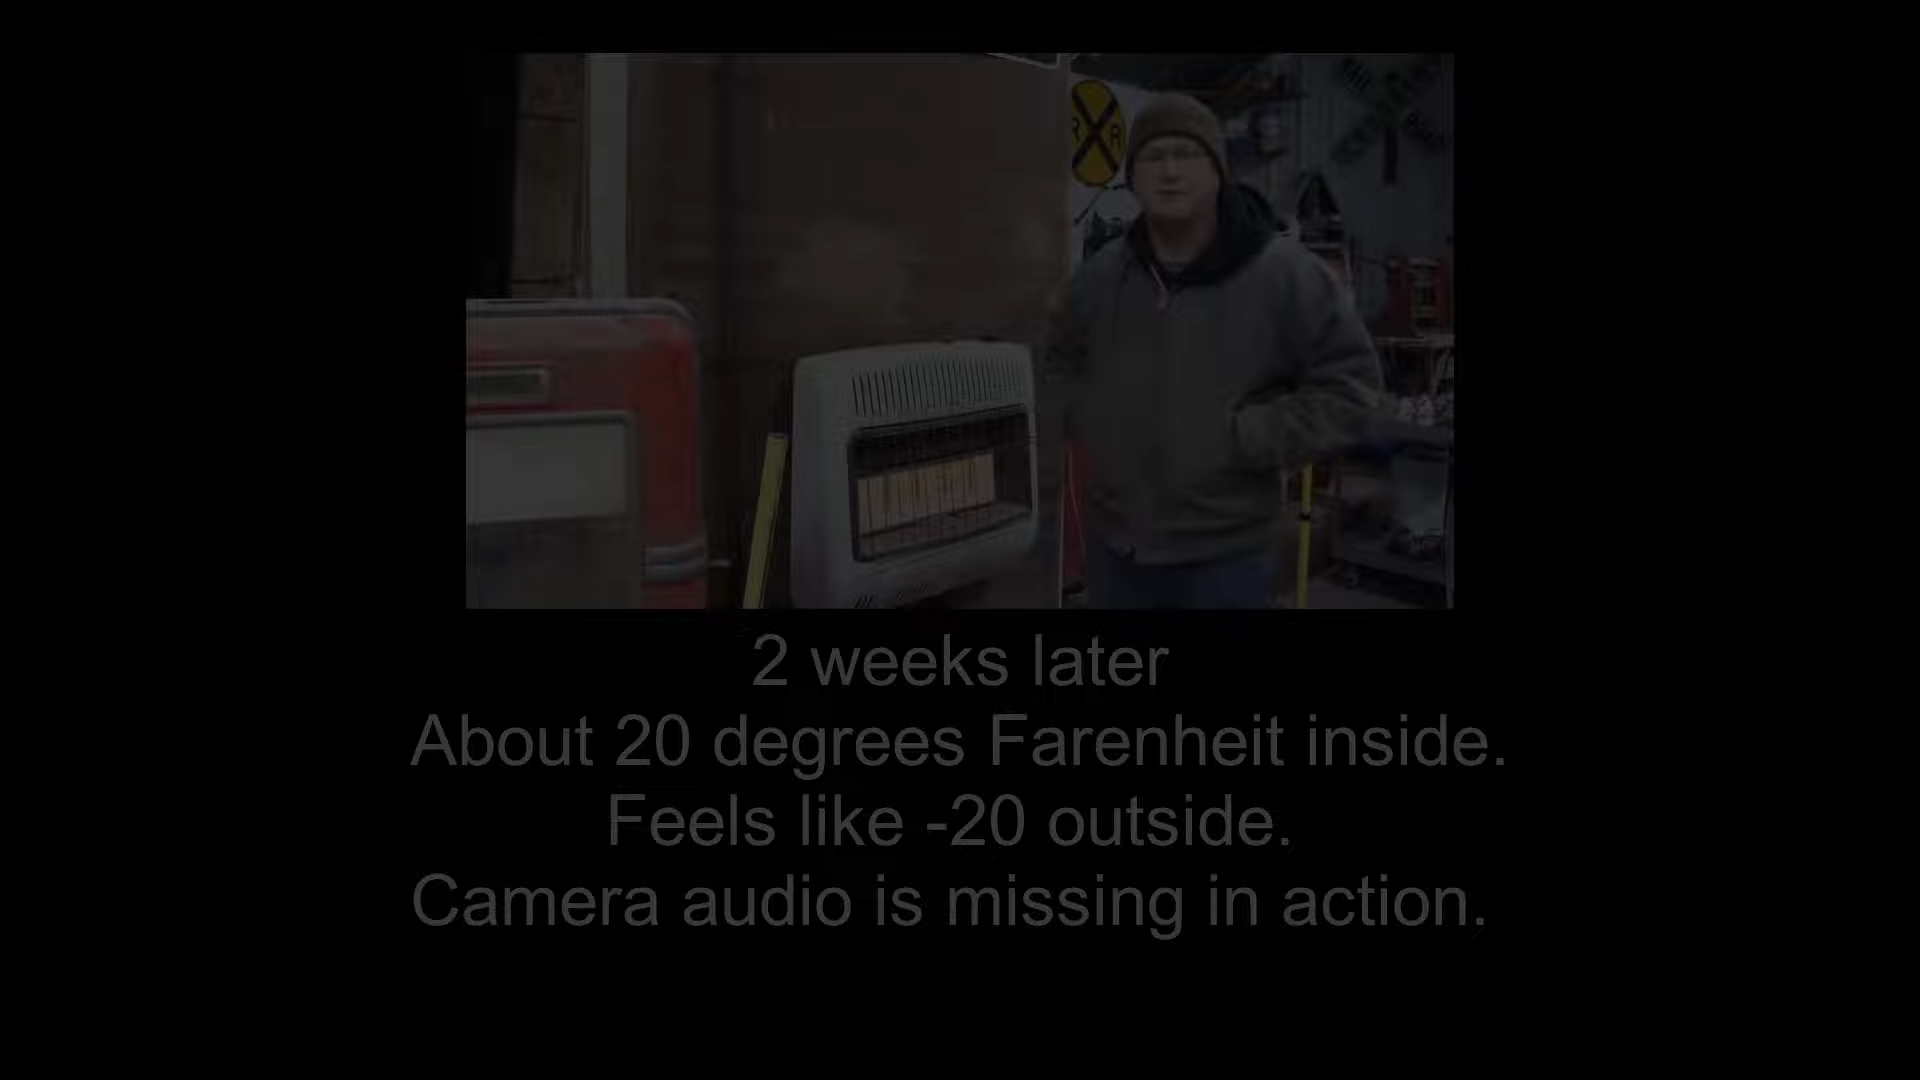 R R
2 weeks later
About 20 degrees Farenheit inside.
Feels like -20 outside.
Camera audio is missing in action.